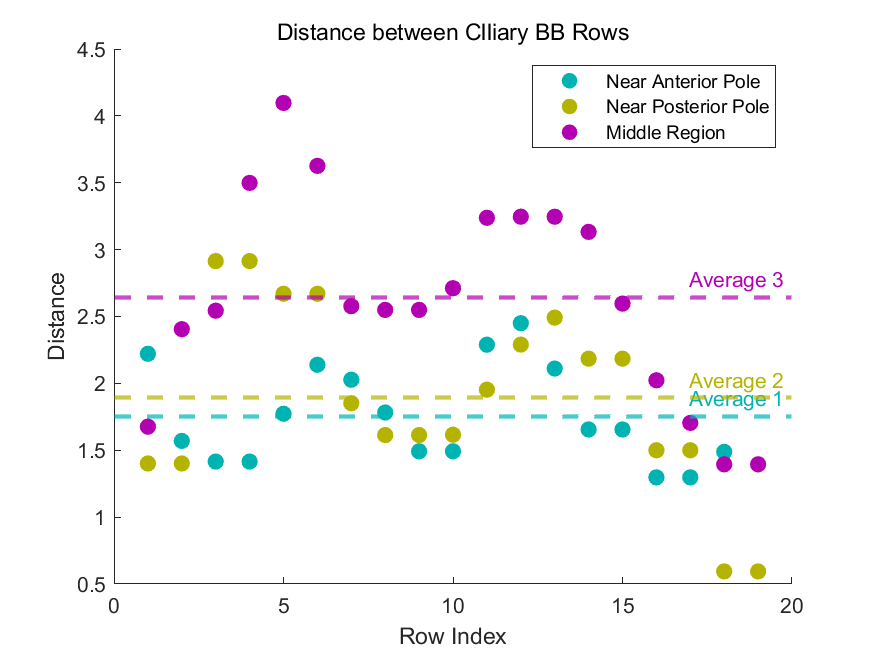 Distance between CIliary BB Rows
Near Anterior Pole
Near Posterior Pole
Middle Region
4.5
4
3.5
3
2.5
2
1.5
1
0.5
Distance
Average 3
Average 2
Average 1
0
5
10
15
20
Row Index